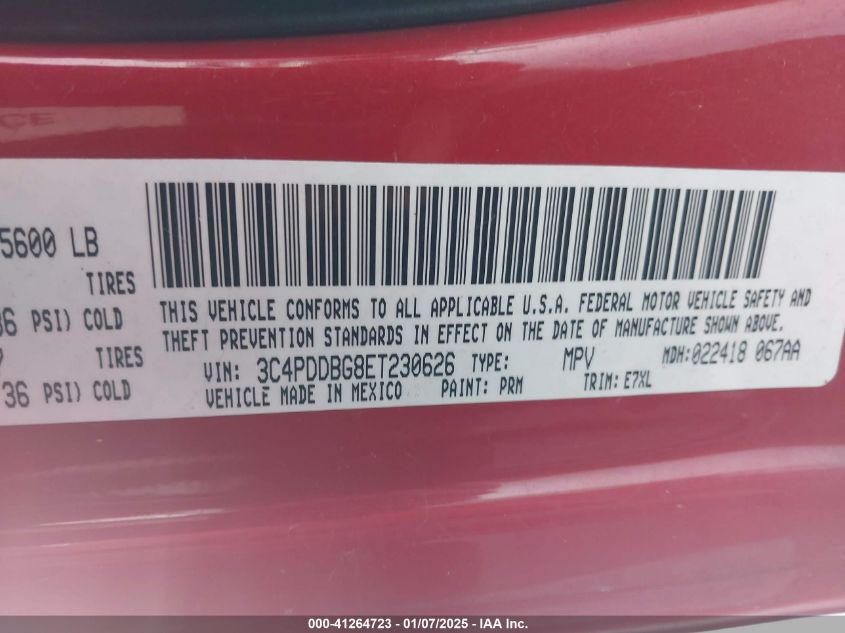 CE
5600 LB
TIRES
36 PSI) COLD
TIRES
36 PSI) COLD
THIS VEHICLE CONFORMS TO ALL APPLICABLE U.S.A. FEDERAL MOTOR VEHICLE SAFETY AND
THEFT PREVENTION STANDARDS IN EFFECT ON THE DATE OF MANUFACTURE SHOWN ABOVE.
VIN: 3C4PDDBG8ET230626 TYPE: MPV MDH:022418 067AA
VEHICLE MADE IN MEXICO PAINT: PRM TRIM: E7XL
000-41264723 - 01/07/2025 - IAA Inc.